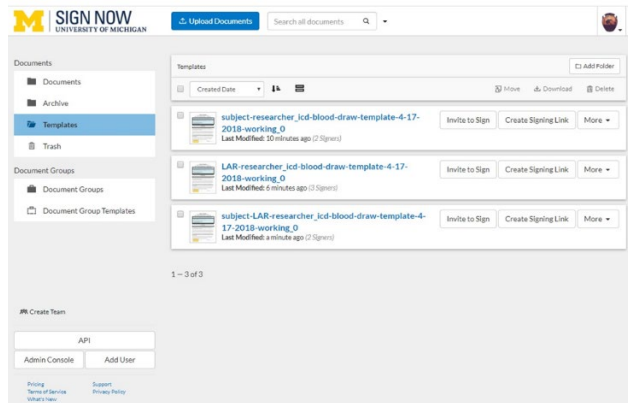 M SIGN NOW
UNIVERSITY OF MICHIGAN
Upload Documents
Search all documents
Documents
Documents
Archive
Templates
Trash
Document Groups
Document Groups
Document Group Templates
Create Team
API
Admin Console Add User
Pricing Support
Terms of Service Privacy Policy
What's New
Templates
Add Folder
Created Date
Move Download Delete
subject-researcher_icd-blood-draw-template-4-17-
2018-working_0
Last Modified: 10 minutes ago (2 Signers)
Invite to Sign Create Signing Link More
LAR-researcher_icd-blood-draw-template-4-17-
2018-working_0
Last Modified: 6 minutes ago (3 Signers)
Invite to Sign Create Signing Link More
subject-LAR-researcher_icd-blood-draw-template-4-
17-2018-working_0
Last Modified: a minute ago (2 Signers)
Invite to Sign Create Signing Link More
1 — 3 of 3